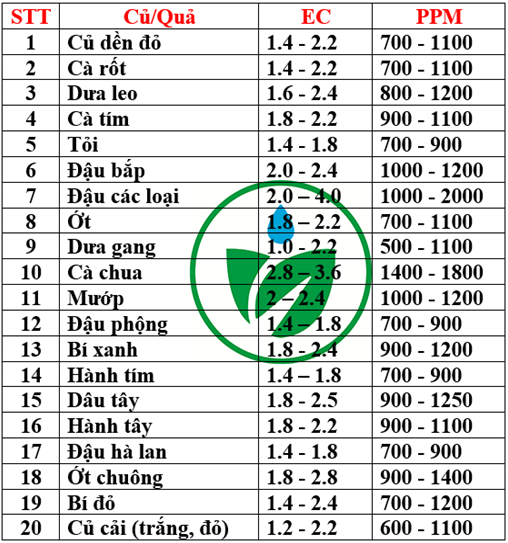 STT Củ/Quả EC PPM
1 Củ dền đỏ 1.4 - 2.2 700 - 1100
2 Cà rốt 1.4 - 2.2 700 - 1100
3 Dưa leo 1.6 - 2.4 800 - 1200
4 Cà tím 1.8 - 2.2 900 - 1100
5 Tỏi 1.4 - 1.8 700 - 900
6 Đậu bắp 2.0 - 2.4 1000 - 1200
7 Đậu các loại 2.0 – 4.0 1000 - 2000
8 Ớt 1.8 – 2.2 700 - 1100
9 Dưa gang 1.0 - 2.2 500 - 1100
10 Cà chua 2.8 – 3.6 1400 - 1800
11 Mướp 2 – 2.4 1000 - 1200
12 Đậu phộng 1.4 – 1.8 700 - 900
13 Bí xanh 1.8 - 2.4 900 - 1200
14 Hành tím 1.4 – 1.8 700 - 900
15 Dâu tây 1.8 - 2.5 900 - 1250
16 Hành tây 1.8 - 2.2 900 - 1100
17 Đậu hà lan 1.4 - 1.8 700 - 900
18 Ớt chuông 1.8 - 2.8 900 - 1400
19 Bí đỏ 1.4 - 2.4 700 - 1200
20 Củ cải (trắng, đỏ) 1.2 - 2.2 600 - 1100